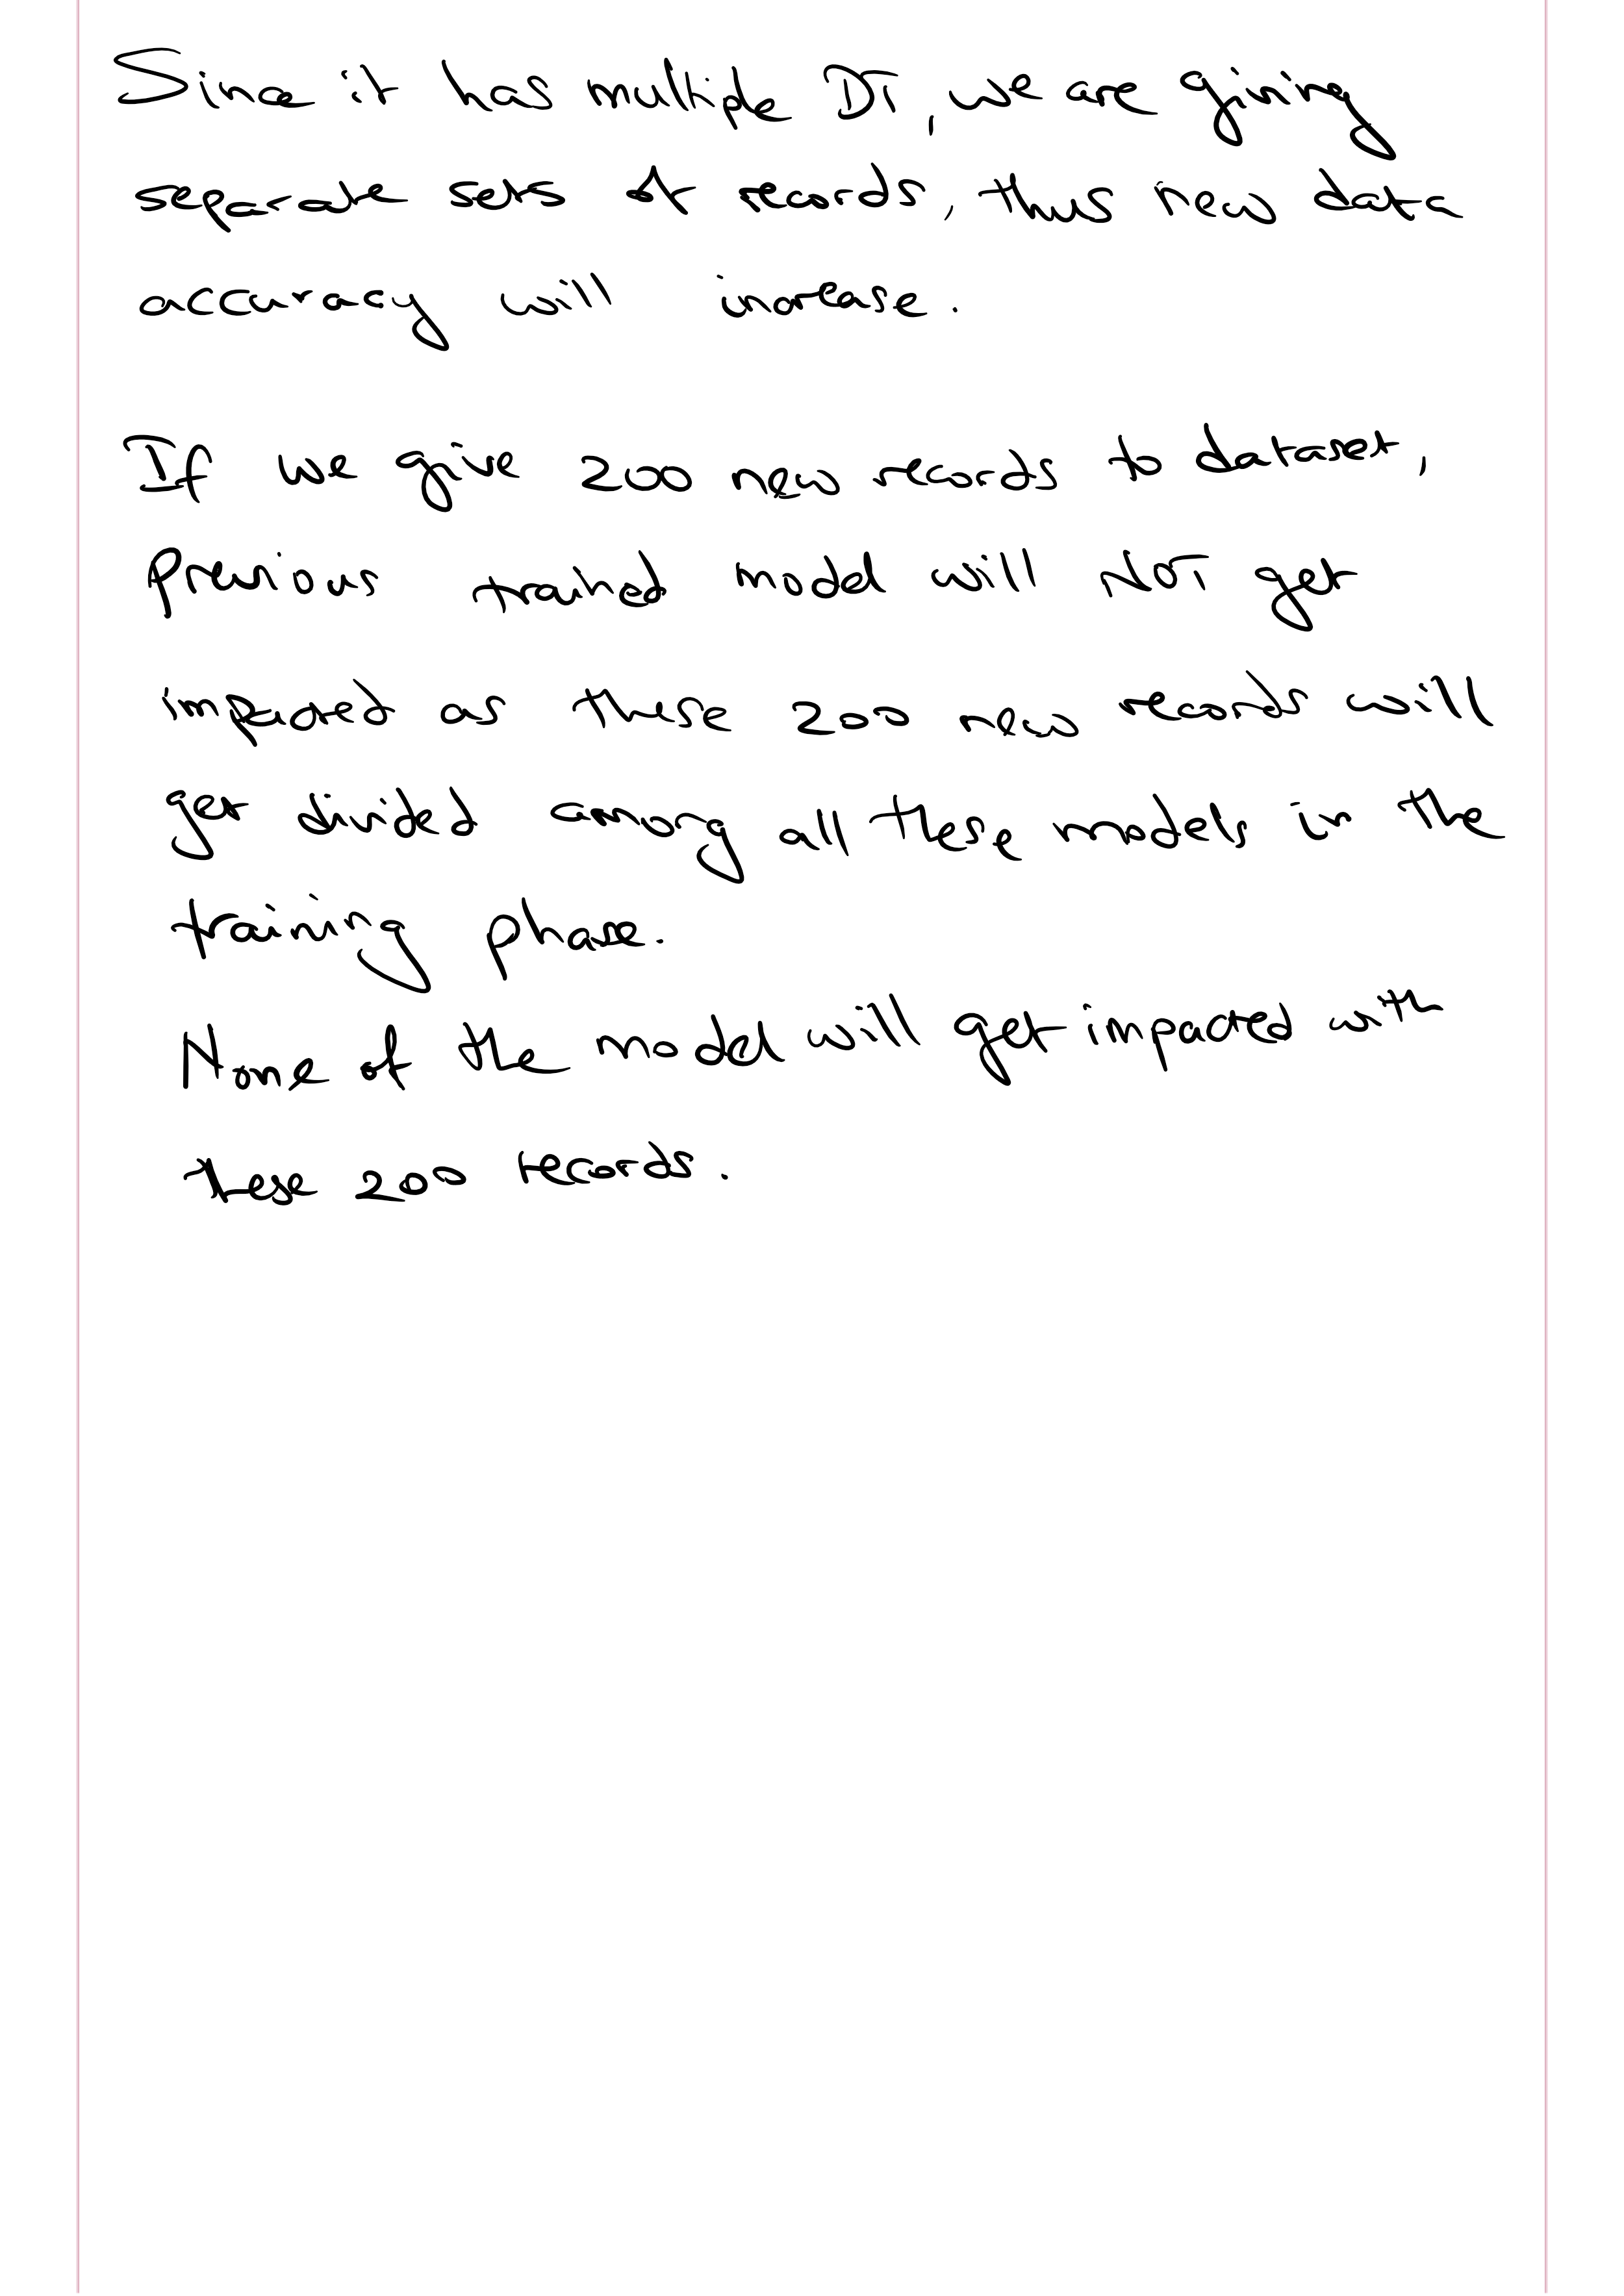 Since it has multiple DT, we are giving
separate sets of records, thus new data
accuracy will increase.
If we give 200 new records to dataset,
Previous trained model will NOT get
impacted as these 200 new records will
get divided among all these models in the
training phase.
None of the model will get impacted with
these 200 records.